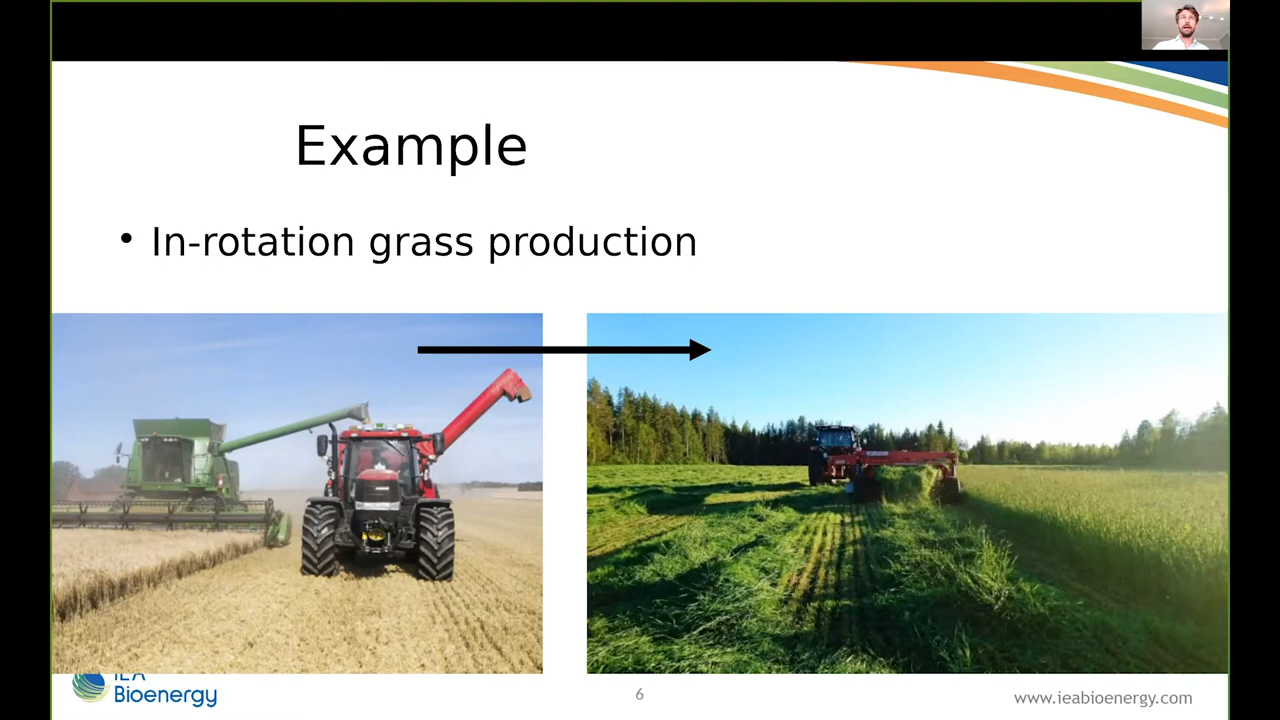 Example
• In-rotation grass production
IEA
Bioenergy
6
www.ieabioenergy.com